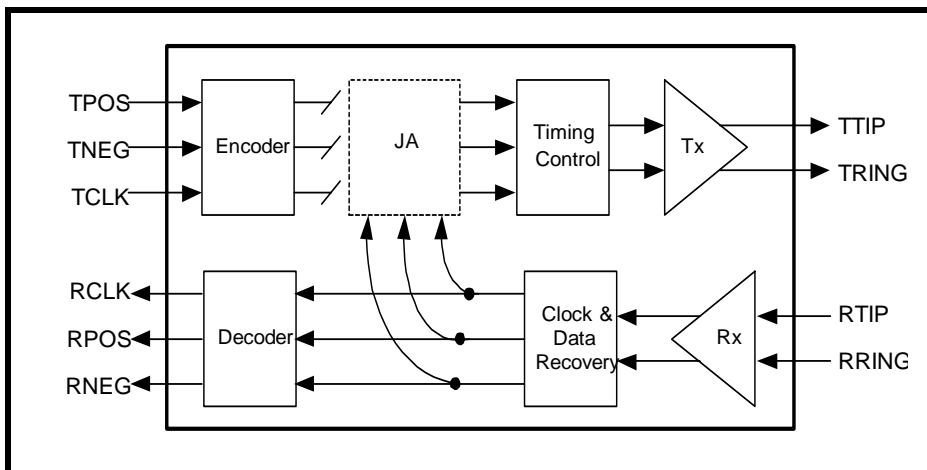 TPOS
TNEG
TCLK
Encoder
JA
Timing
Control
Tx
TTIP
TRING
RCLK
RPOS
RNEG
Decoder
Clock &
Data
Recovery
Rx
RTIP
RRING